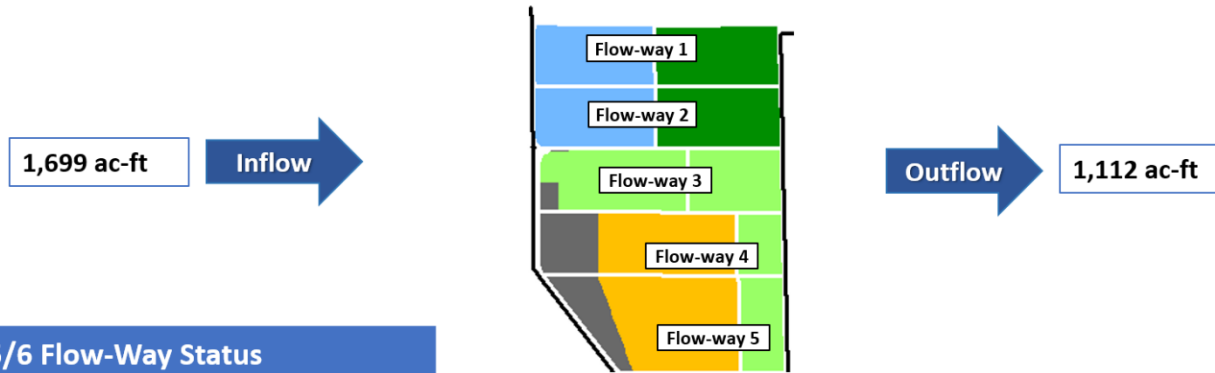 Flow-way 1
Flow-way 2
1,699 ac-ft
Inflow
Flow-way 3
Outflow
1,112 ac-ft
Flow-way 4
Flow-way 5
/6 Flow-Way Status